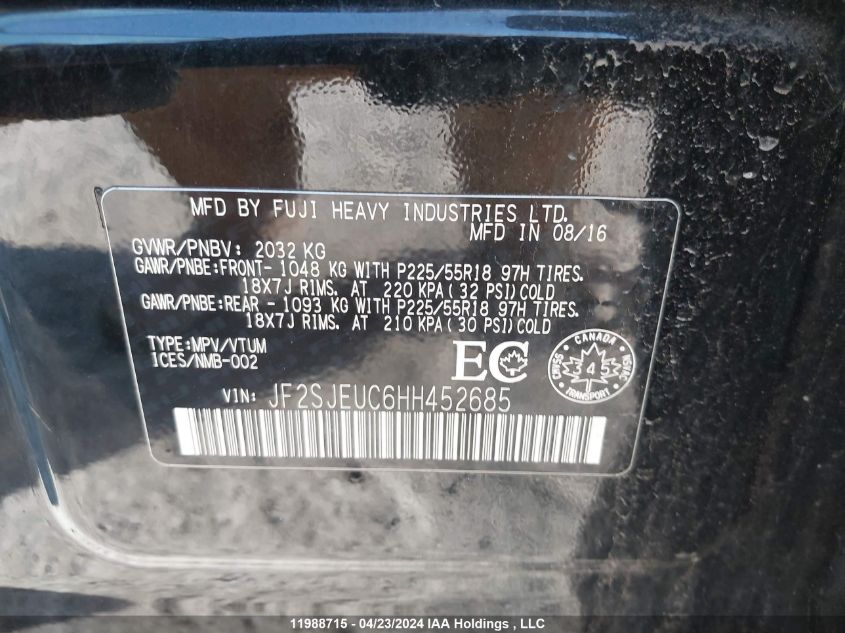 MFD BY FUJI HEAVY INDUSTRIES LTD.
MFD IN 08/16
GVWR/PNBV: 2032 KG
GAWR/PNBE:FRONT- 1048 KG WITH P225/55R18 97H TIRES.
18X7J RIMS. AT 220 KPA(32 PSI)COLD
GAWR/PNBE:REAR - 1093 KG WITH P225/55R18 97H TIRES.
18X7J RIMS. AT 210 KPA(30 PSI)COLD
TYPE:MPV/VTUM
ICES/NMB-002
EC
CANADA
CMVSS
345
NSVAC
TRANSPORT
VIN: JF2SJEUC6HH452685
11988715 - 04/23/2024 IAA Holdings , LLC